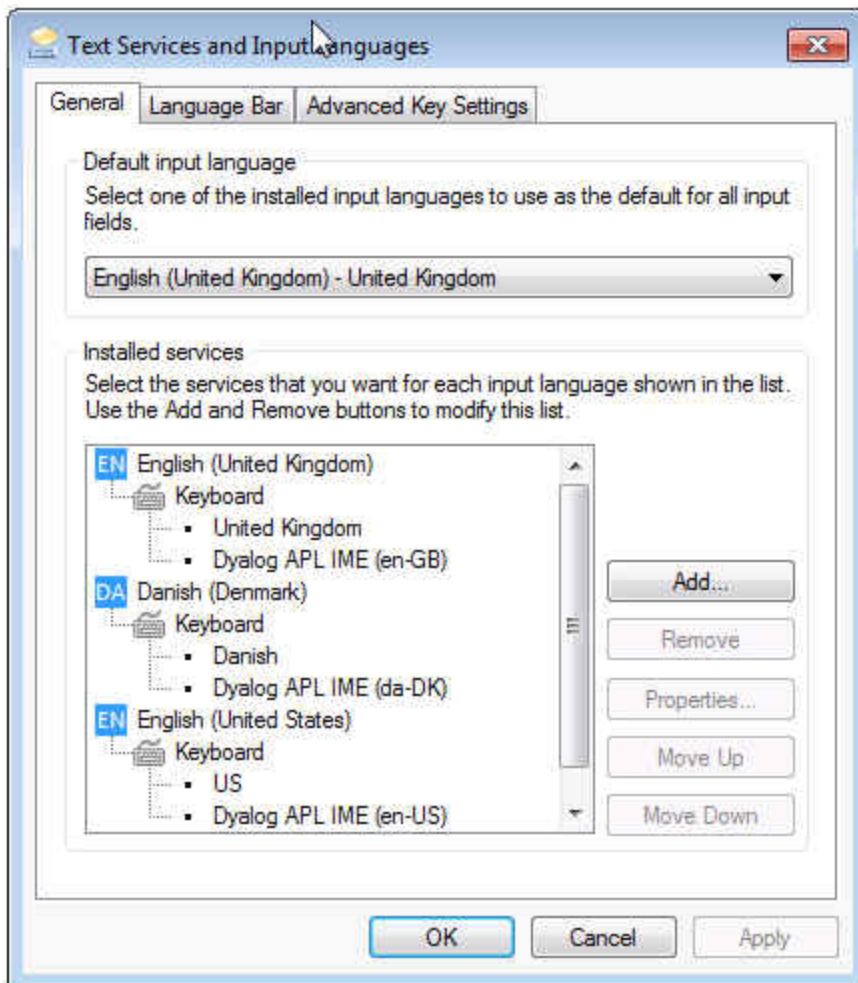 Text Services and Input Languages
General
Language Bar
Advanced Key Settings
Default input language
Select one of the installed input languages to use as the default for all input
fields.
English (United Kingdom) - United Kingdom
Installed services
Select the services that you want for each input language shown in the list.
Use the Add and Remove buttons to modify this list.
EN English (United Kingdom)
Keyboard
United Kingdom
Dyalog APL IME (en-GB)
DA Danish (Denmark)
Keyboard
Danish
Dyalog APL IME (da-DK)
EN English (United States)
Keyboard
US
Dyalog APL IME (en-US)
Add...
Remove
Properties...
Move Up
Move Down
OK
Cancel
Apply